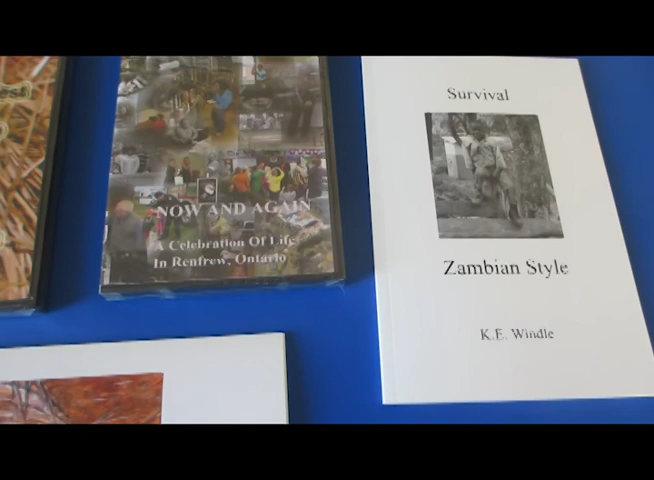 NOW AND AGAIN
A Celebration Of Life
In Renfrew, Ontario
Survival
Zambian Style
K.E. Windle